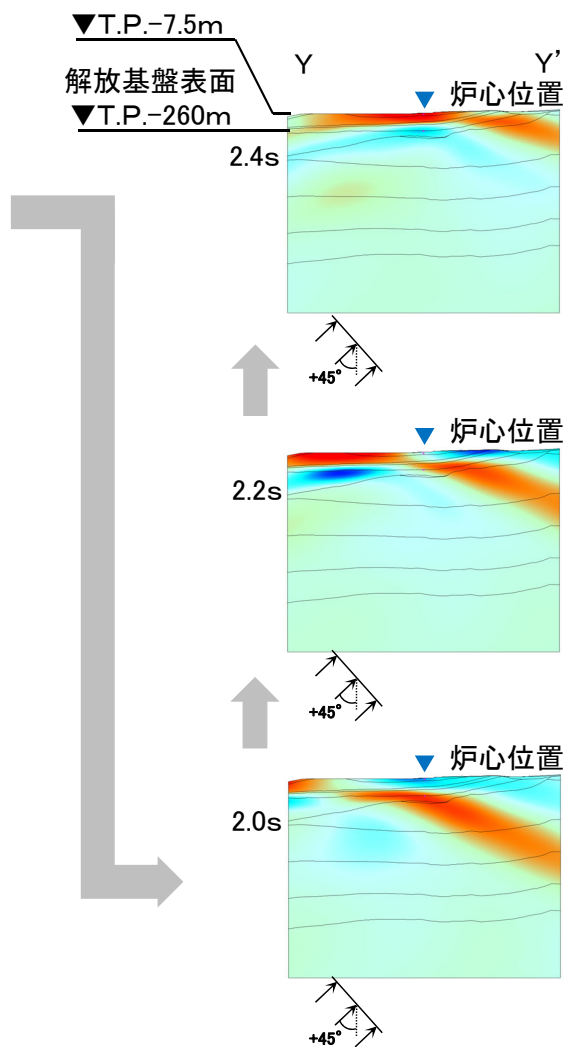 ▼T.P.-7.5m
Y Y'
解放基盤表面
▼T.P.-260m
▼ 炉心位置
2.4s
+45°
▼ 炉心位置
2.2s
+45°
▼ 炉心位置
2.0s
+45°